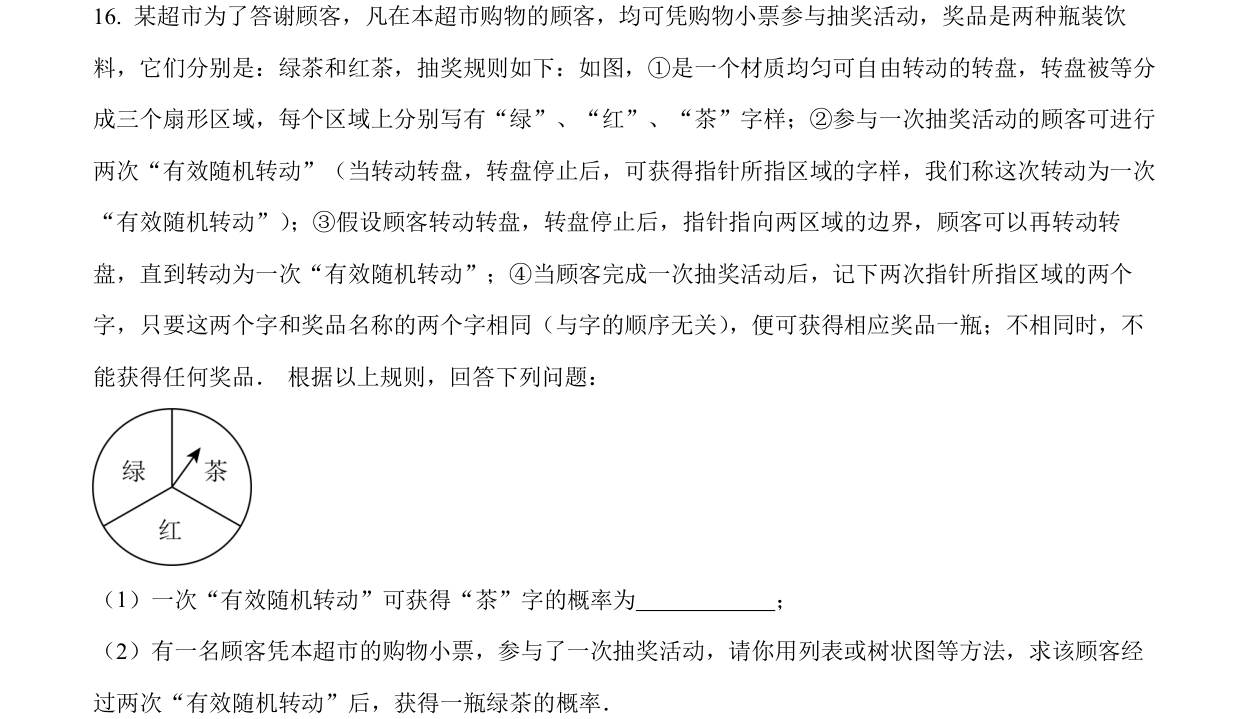 16. 某超市为了答谢顾客，凡在本超市购物的顾客，均可凭购物小票参与抽奖活动，奖品是两种瓶装饮
料，它们分别是：绿茶和红茶，抽奖规则如下：如图，①是一个材质均匀可自由转动的转盘，转盘被等分
成三个扇形区域，每个区域上分别写有“绿”、“红”、“茶”字样；②参与一次抽奖活动的顾客可进行
两次“有效随机转动”（当转动转盘，转盘停止后，可获得指针所指区域的字样，我们称这次转动为一次
“有效随机转动”）；③假设顾客转动转盘，转盘停止后，指针指向两区域的边界，顾客可以再转动转
盘，直到转动为一次“有效随机转动”；④当顾客完成一次抽奖活动后，记下两次指针所指区域的两个
字，只要这两个字和奖品名称的两个字相同（与字的顺序无关），便可获得相应奖品一瓶；不相同时，不
能获得任何奖品． 根据以上规则，回答下列问题：
绿 茶
红
（1）一次“有效随机转动”可获得“茶”字的概率为____________；
（2）有一名顾客凭本超市的购物小票，参与了一次抽奖活动，请你用列表或树状图等方法，求该顾客经
过两次“有效随机转动”后，获得一瓶绿茶的概率．